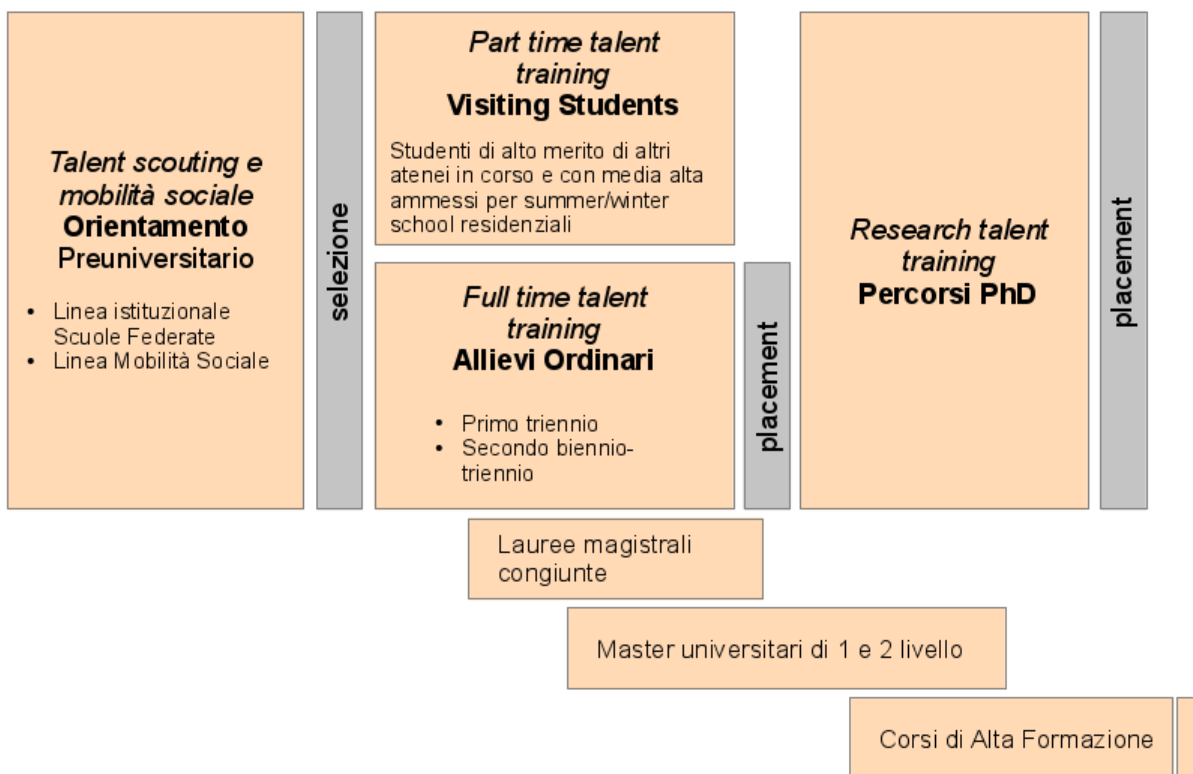 Talent scouting e
mobilità sociale
Orientamento
Preuniversitario
• Linea istituzionale
Scuole Federate
• Linea Mobilità Sociale
selezione
Part time talent
training
Visiting Students
Studenti di alto merito di altri
atenei in corso e con media alta
ammessi per summer/winter
school residenziali
Full time talent
training
Allievi Ordinari
• Primo triennio
• Secondo biennio-
triennio
placement
Research talent
training
Percorsi PhD
placement
Lauree magistrali
congiunte
Master universitari di 1 e 2 livello
Corsi di Alta Formazione